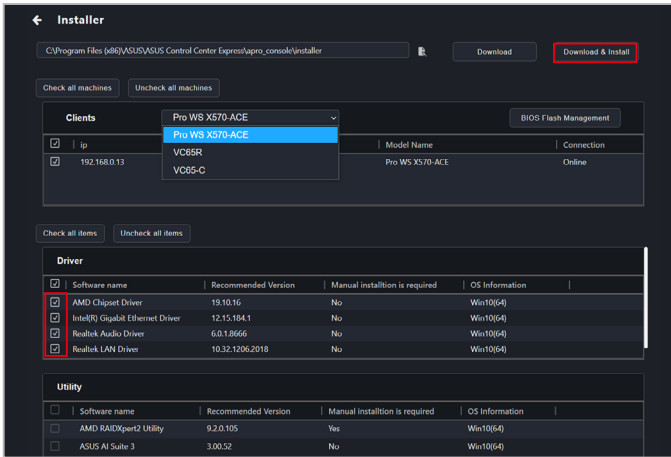 Installer
C:\Program Files (x86)\ASUS\ASUS Control Center Express\apro_console\installer Download Download & Install
Check all machines Uncheck all machines
Clients Pro WS X570-ACE BIOS Flash Management
Pro WS X570-ACE
ip Model Name Connection
VC65R
192.168.0.13 Pro WS X570-ACE Online
VC65-C
Check all items Uncheck all items
Driver
Software name Recommended Version Manual installtion is required OS Information
AMD Chipset Driver 19.10.16 No Win10(64)
Intel(R) Gigabit Ethernet Driver 12.15.184.1 No Win10(64)
Realtek Audio Driver 6.0.1.8666 No Win10(64)
Realtek LAN Driver 10.32.1206.2018 No Win10(64)
Utility
Software name Recommended Version Manual installtion is required OS Information
AMD RAIDXpert2 Utility 9.2.0.105 Yes Win10(64)
ASUS AI Suite 3 3.00.52 No Win10(64)